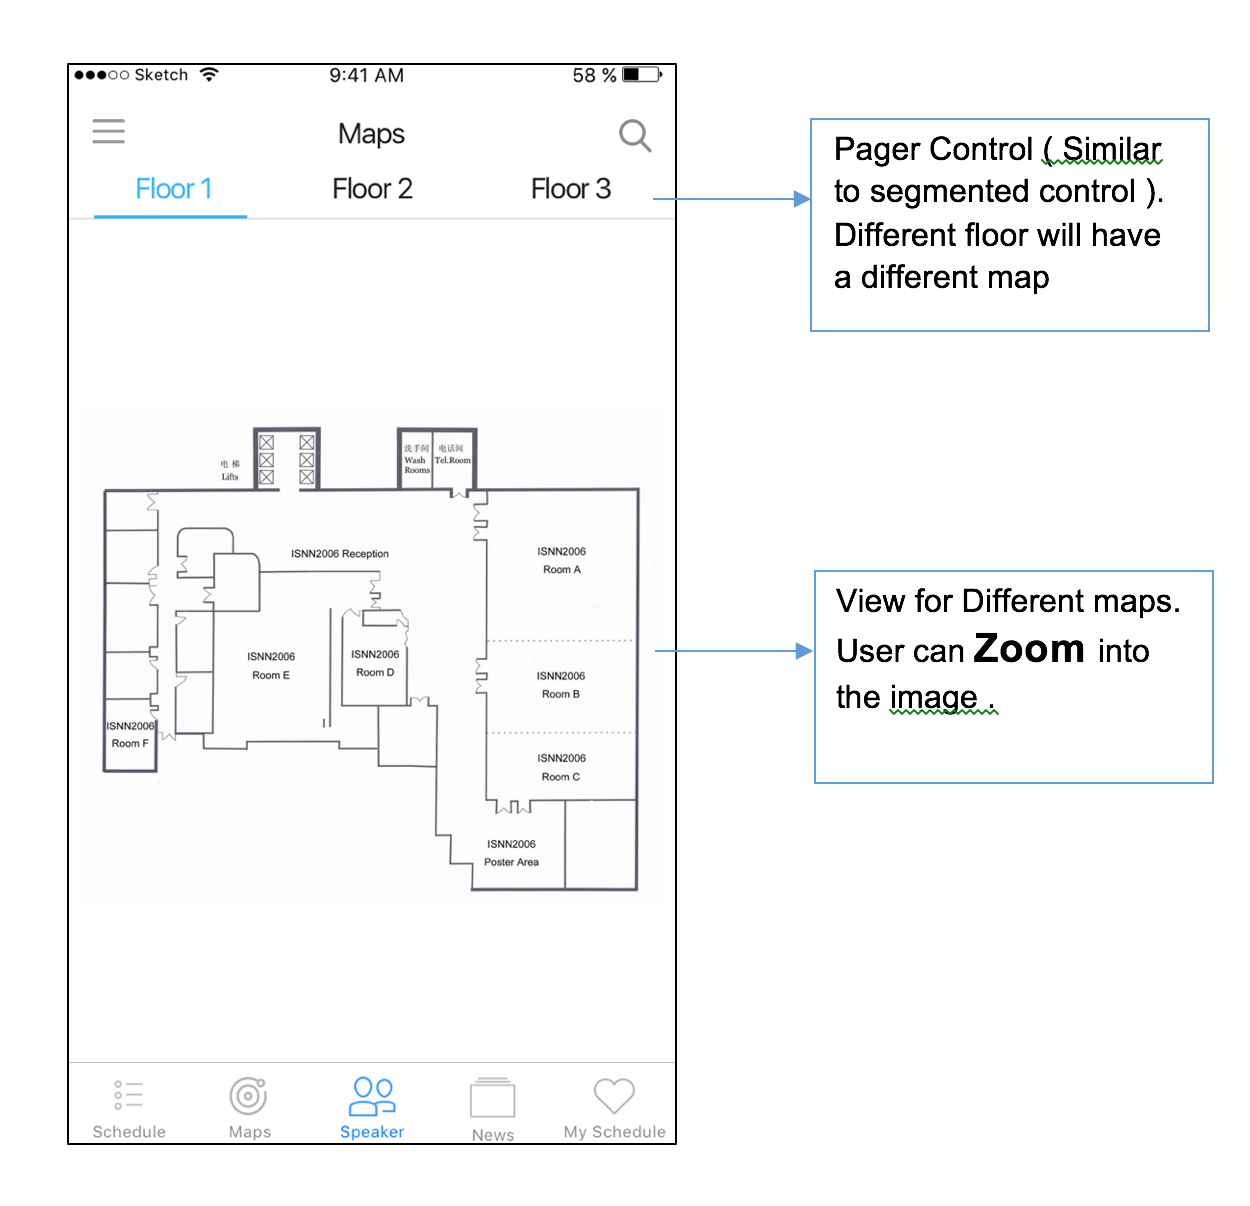 Sketch 9:41 AM 58 %
Maps
Floor 1 Floor 2 Floor 3
Pager Control ( Similar
to segmented control ).
Different floor will have
a different map
电 梯
Lifts
洗手间
Wash
Rooms
电话间
Tel.Room
ISNN2006 Reception
ISNN2006
Room A
ISNN2006
Room E
ISNN2006
Room D
ISNN2006
Room B
ISNN2006
Room F
ISNN2006
Room C
ISNN2006
Poster Area
View for Different maps.
User can Zoom into
the image .
Schedule Maps Speaker News My Schedule